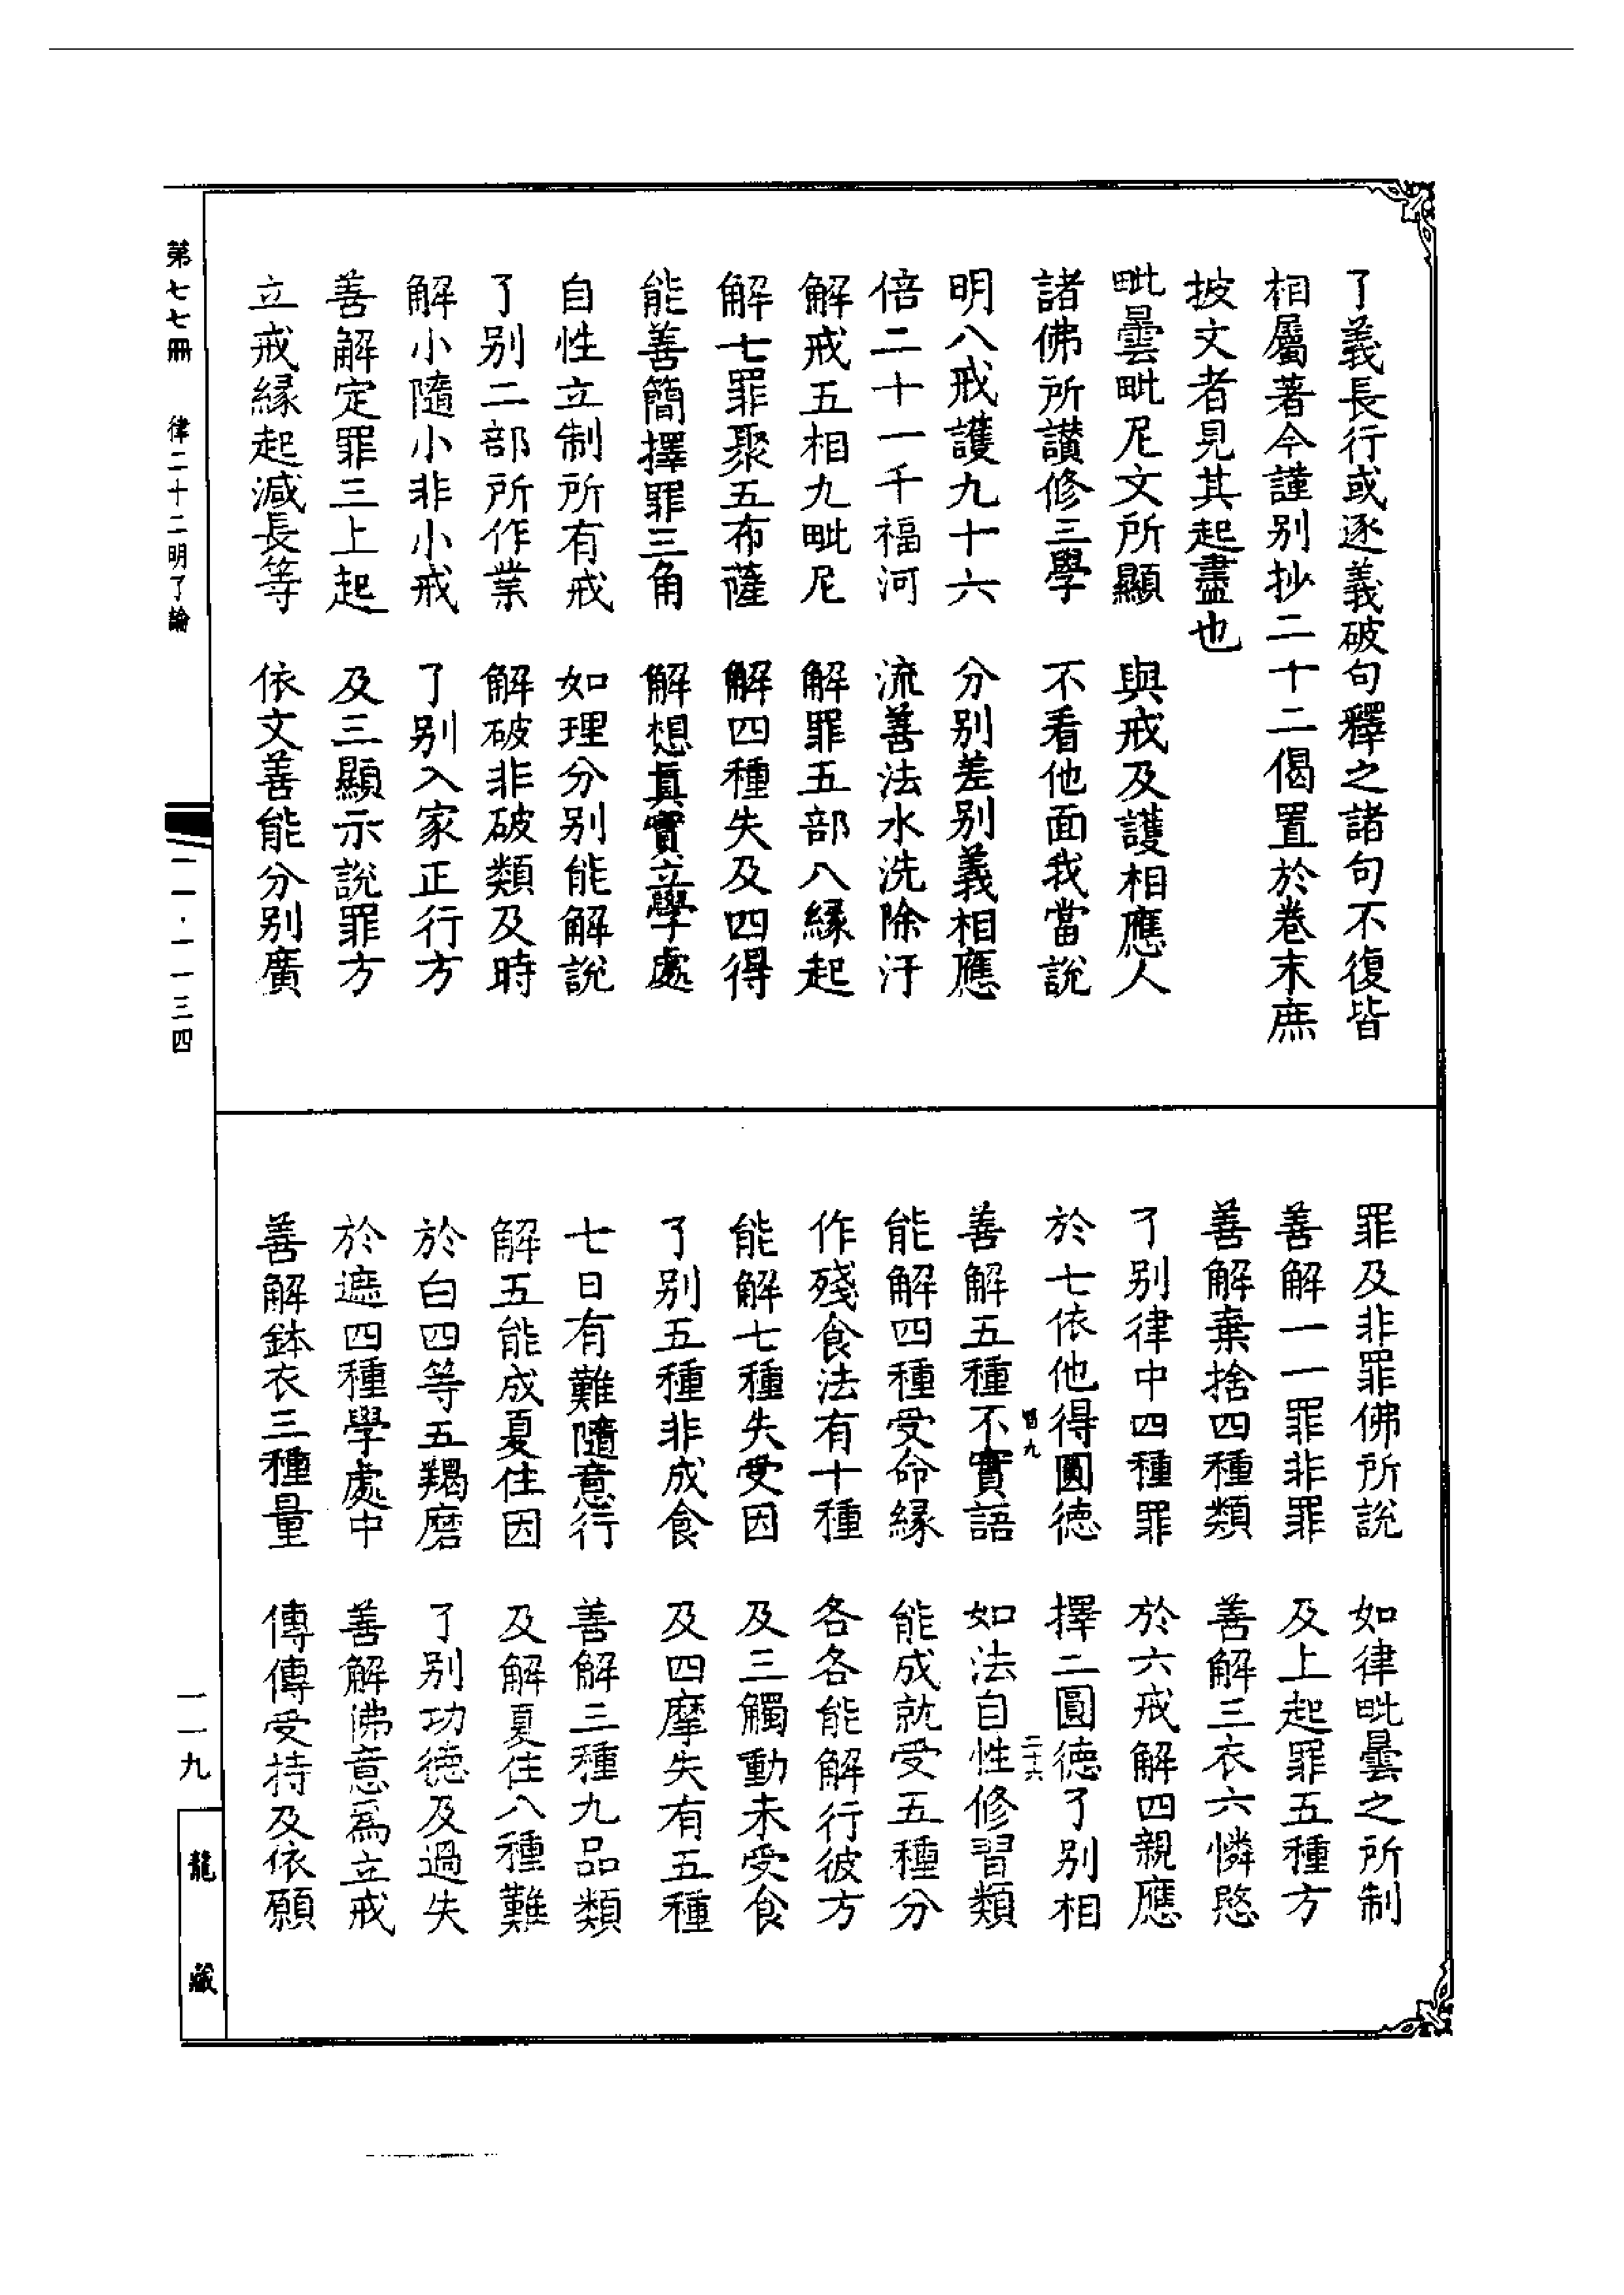 了義長行或逐義破句釋之諸句不復皆
相屬著今謹別抄二十二偈置於卷末庶
披文者見其起盡也
毗曇毗尼文所顯　與戒及護相應人
諸佛所讃修三學　不看他面我當説
明八戒護九十六　分別差別義相應
倍二十一千福河　流善法水洗除汙
解戒五相九毗尼　解罪五部八緣起
解七罪聚五布薩　解四種失及四得
能善簡擇罪三角　解想真實立學處
自性立制所有戒　如理分別能解説
了別二部所作業　解破非破類及時
解小隨小非小戒　了別入家正行方
善解定罪三上起　及三顯示説罪方
立戒緣起減長等　依文善能分別廣
罪及非罪佛所説　如律毗曇之所制
善解一一罪非罪　及上起罪五種方
善解棄捨四種類　善解三衣六憐愍
了別律中四種罪　於六戒解四親應
於七依他得圓德　擇二圓德了別相
善解五種不實語　如法自性修習類
能解四種受命緣　能成就受五種分
作殘食法有十種　各各能解行彼方
能解七種失受因　及三觸動未受食
了別五種非成食　及四摩失有五種
七日有難隨意行　善解三種九品類
解五能成夏住因　及解夏住八種難
於白四等五羯磨　了別功德及過失
於遮四種學處中　善解佛意爲立戒
善解鉢衣三種量　傳傳受持及依願
第七七冊　律二十二明了論
一一·一一三四
一一九
龍藏
二十六